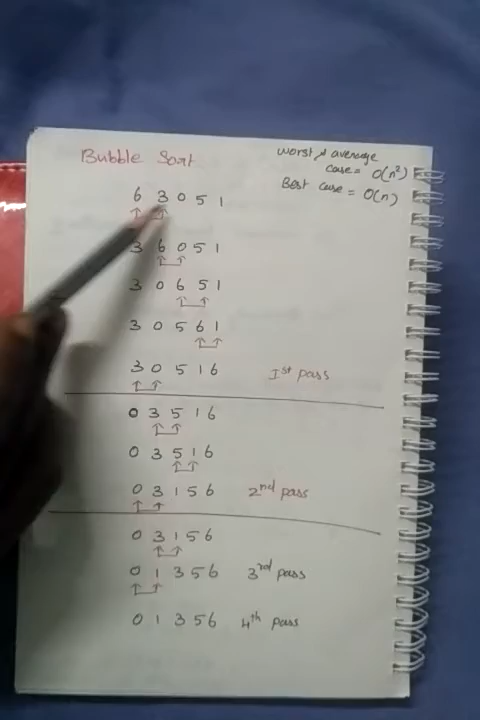 Bubble Sort
worst & average
case = O(n²)
Best case = O(n)
6 3 0 5 1
3 6 0 5 1
3 0 6 5 1
3 0 5 6 1
3 0 5 1 6 1st pass
0 3 5 1 6
0 3 5 1 6
0 3 1 5 6 2nd pass
0 3 1 5 6
0 1 3 5 6 3rd pass
0 1 3 5 6 4th pass